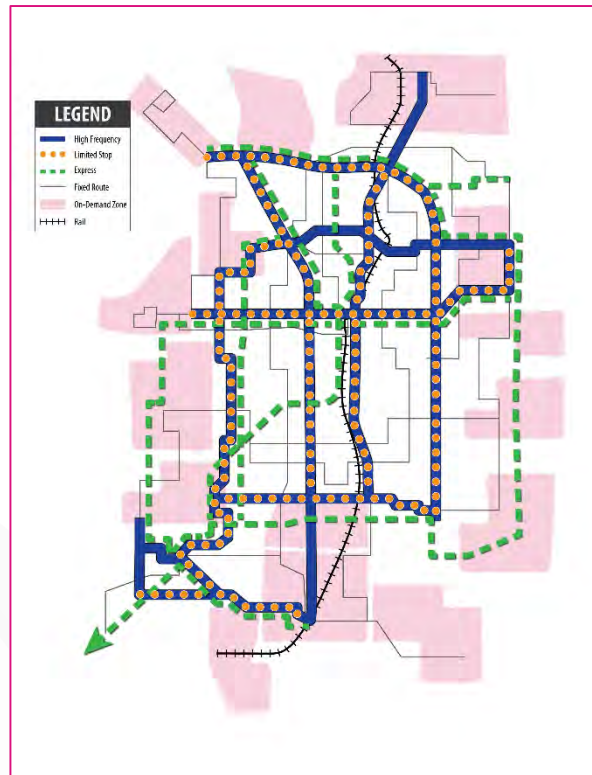 LEGEND
High Frequency
Limited Stop
Express
Fixed Route
On-Demand Zone
Rail